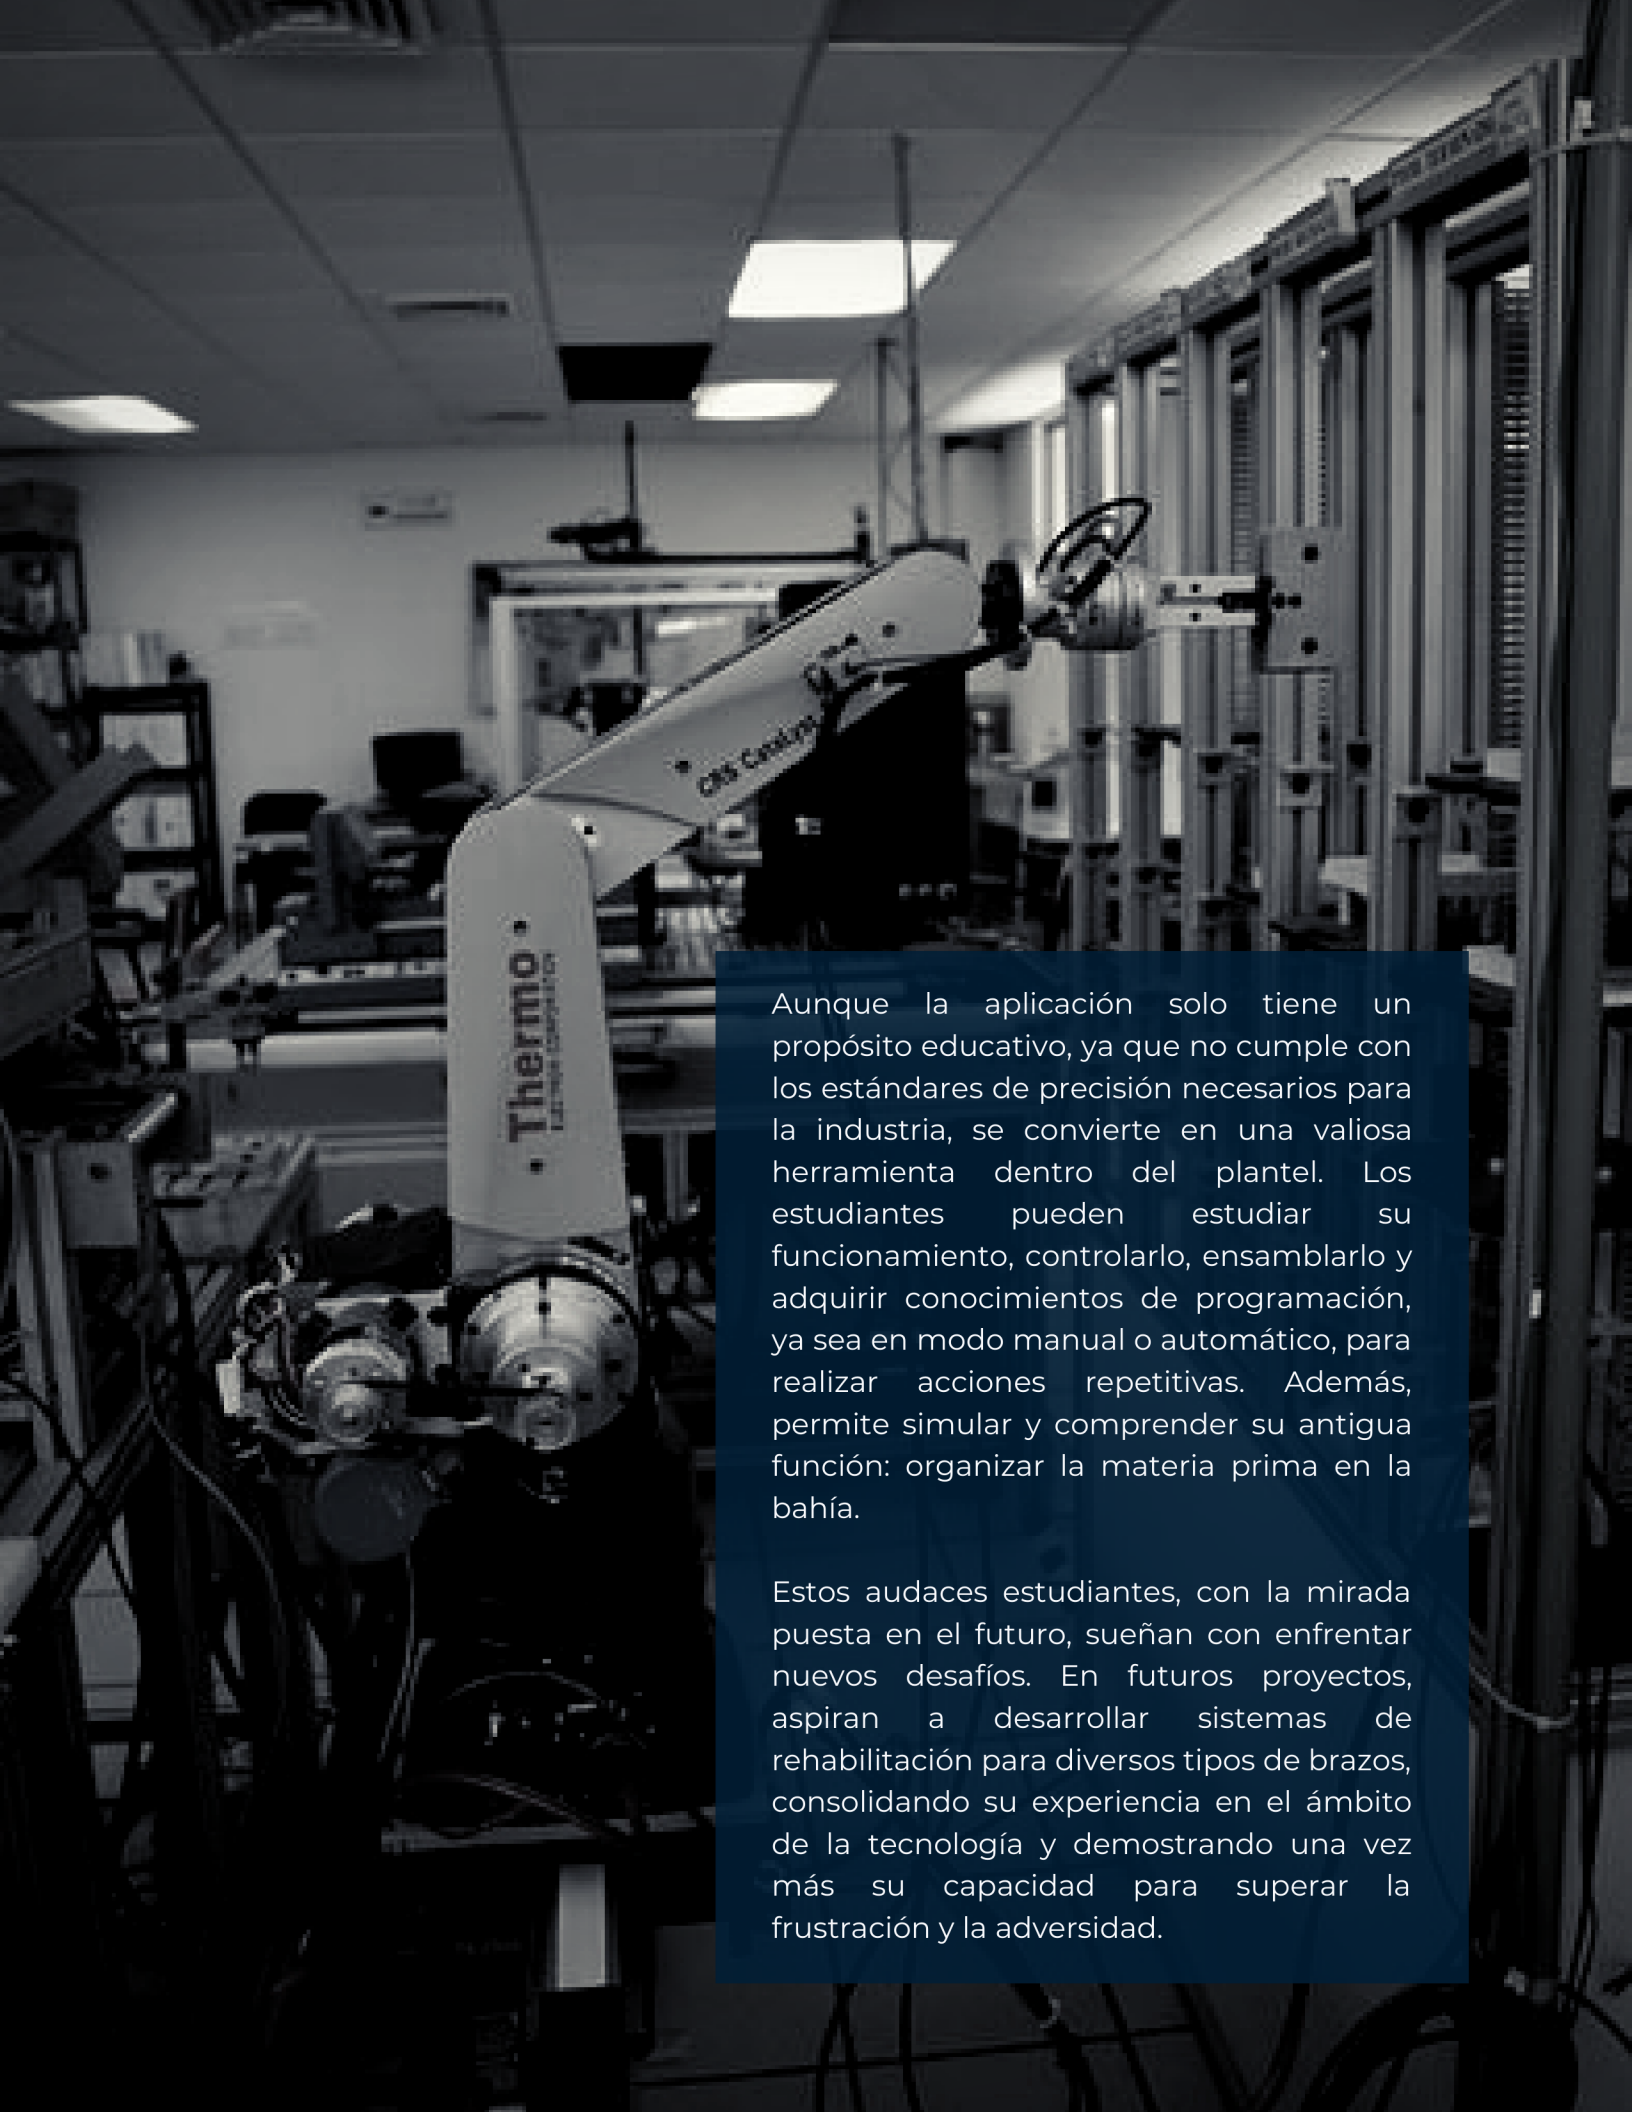 CRS Catalyst
Thermo
Aunque la aplicación solo tiene un
propósito educativo, ya que no cumple con
los estándares de precisión necesarios para
la industria, se convierte en una valiosa
herramienta dentro del plantel. Los
estudiantes pueden estudiar su
funcionamiento, controlarlo, ensamblarlo y
adquirir conocimientos de programación,
ya sea en modo manual o automático, para
realizar acciones repetitivas. Además,
permite simular y comprender su antigua
función: organizar la materia prima en la
bahía.
Estos audaces estudiantes, con la mirada
puesta en el futuro, sueñan con enfrentar
nuevos desafíos. En futuros proyectos,
aspiran a desarrollar sistemas de
rehabilitación para diversos tipos de brazos,
consolidando su experiencia en el ámbito
de la tecnología y demostrando una vez
más su capacidad para superar la
frustración y la adversidad.